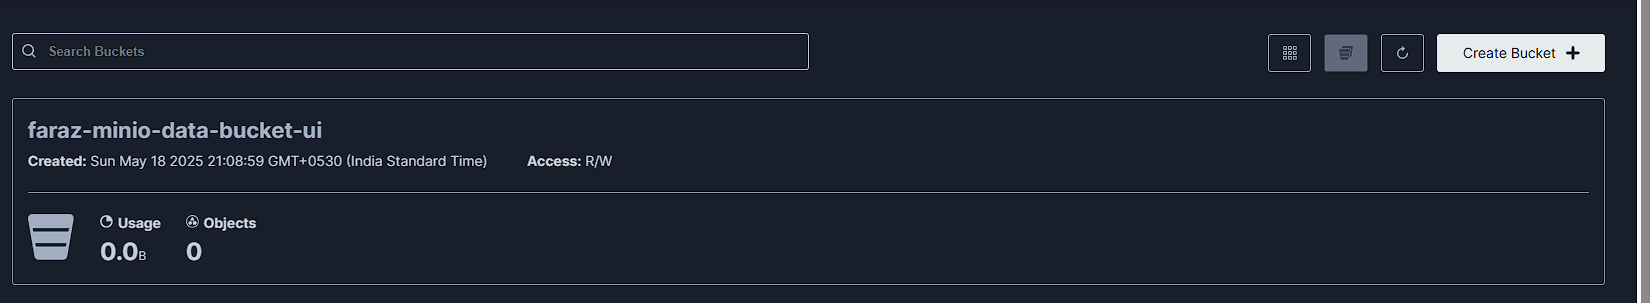 Search Buckets
Create Bucket
faraz-minio-data-bucket-ui
Created: Sun May 18 2025 21:08:59 GMT+0530 (India Standard Time) Access: R/W
Usage Objects
0.0B 0